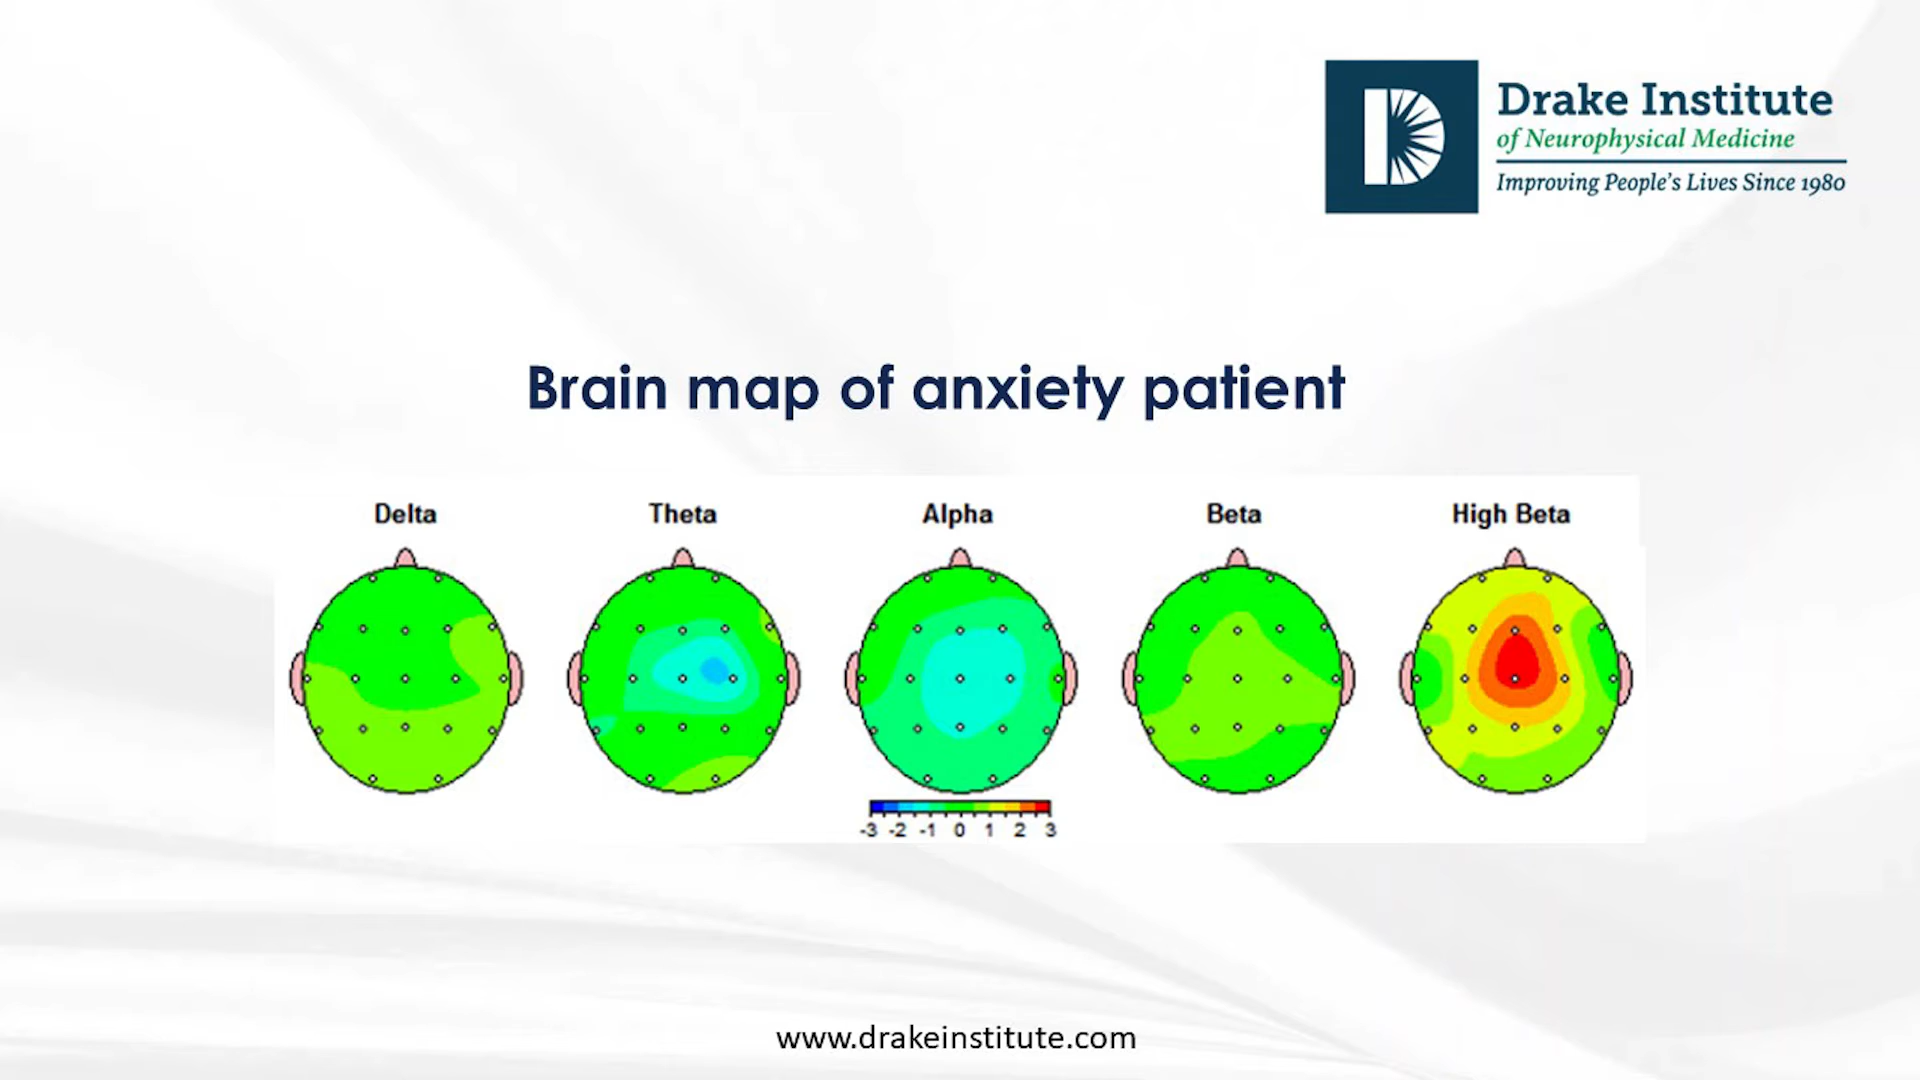 Drake Institute
of Neurophysical Medicine
Improving People's Lives Since 1980
Brain map of anxiety patient
Delta Theta Alpha Beta High Beta
-3 -2 -1 0 1 2 3
www.drakeinstitute.com